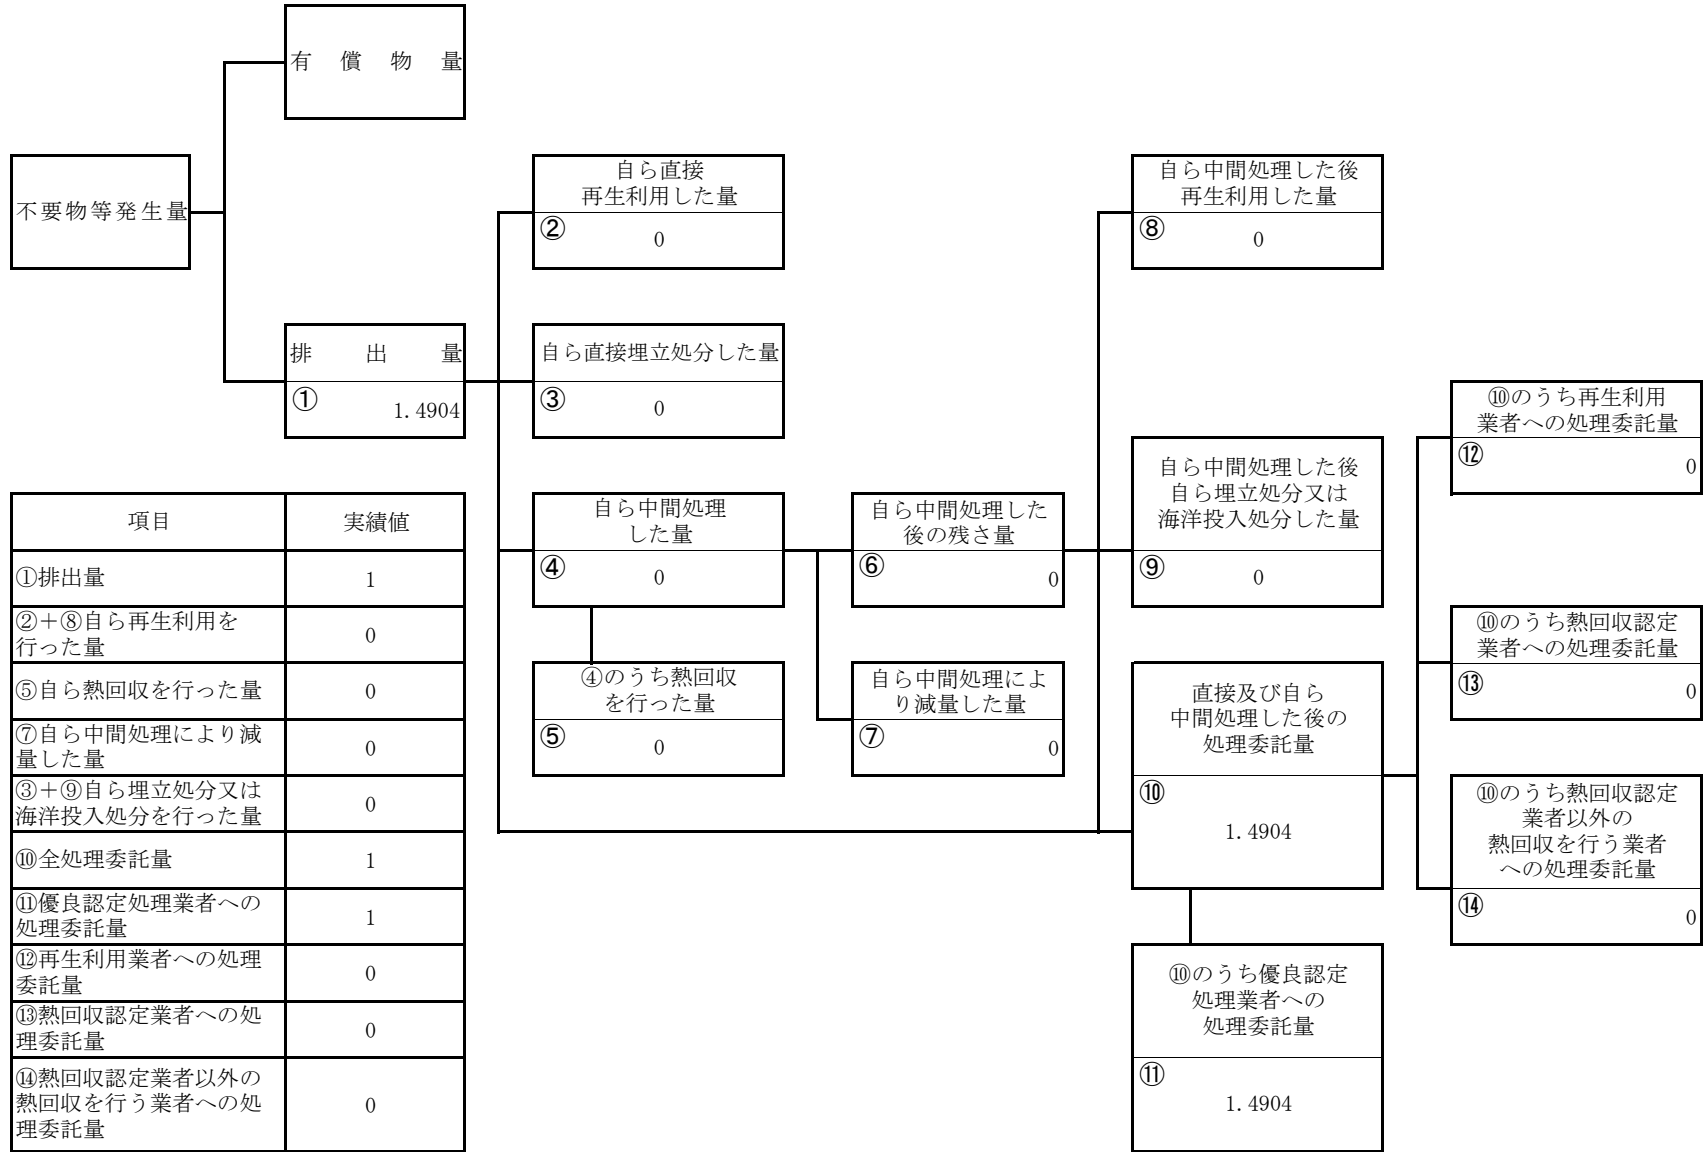 有償物量
不要物等発生量
排出量
①
1.4904
自ら直接
再生利用した量
②
0
自ら直接埋立処分した量
③
0
自ら中間処理
した量
④
0
④のうち熱回収
を行った量
⑤
0
自ら中間処理した
後の残さ量
⑥
0
自ら中間処理によ
り減量した量
⑦
0
自ら中間処理した後
再生利用した量
⑧
0
自ら中間処理した後
自ら埋立処分又は
海洋投入処分した量
⑨
0
直接及び自ら
中間処理した後の
処理委託量
⑩
1.4904
⑩のうち優良認定
処理業者への
処理委託量
⑪
1.4904
⑩のうち再生利用
業者への処理委託量
⑫
0
⑩のうち熱回収認定
業者への処理委託量
⑬
0
⑩のうち熱回収認定
業者以外の
熱回収を行う業者
への処理委託量
⑭
0
項目 実績値
①排出量 1
②＋⑧自ら再生利用を
行った量 0
⑤自ら熱回収を行った量 0
⑦自ら中間処理により減
量した量 0
③＋⑨自ら埋立処分又は
海洋投入処分を行った量 0
⑩全処理委託量 1
⑪優良認定処理業者への
処理委託量 1
⑫再生利用業者への処理
委託量 0
⑬熱回収認定業者への処
理委託量 0
⑭熱回収認定業者以外の
熱回収を行う業者への処
理委託量 0